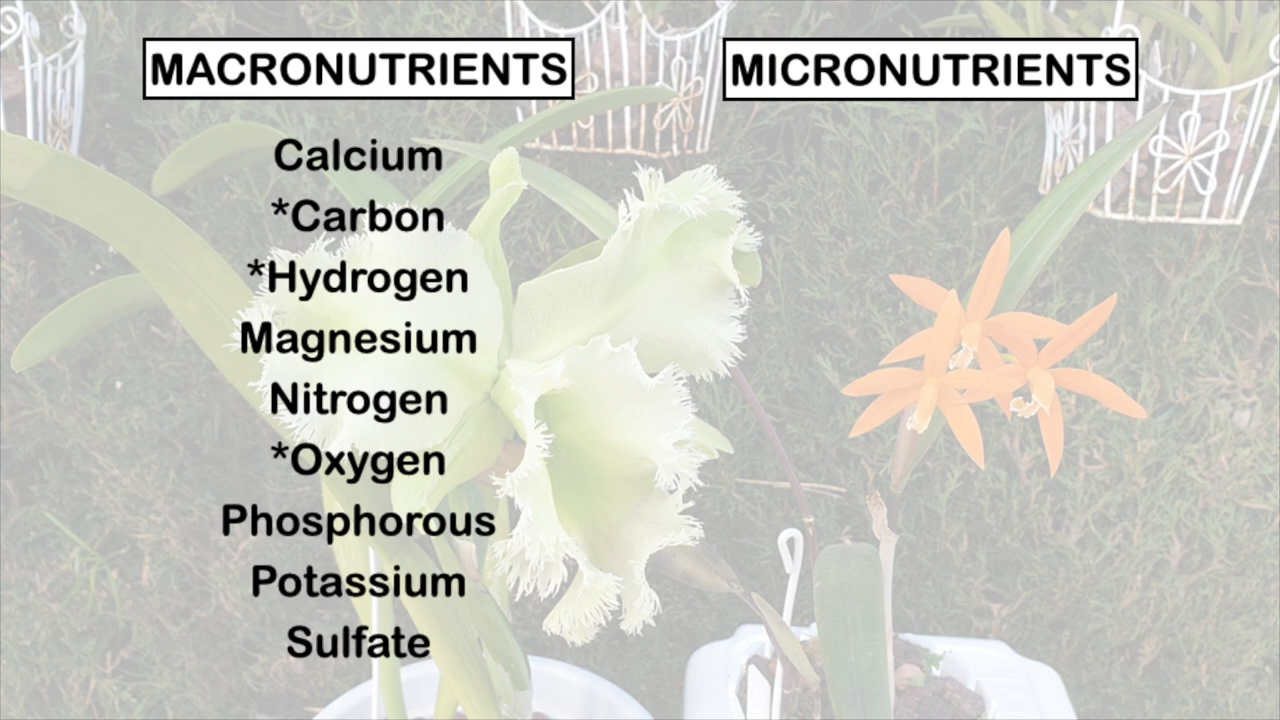 MACRONUTRIENTS
MICRONUTRIENTS
Calcium
*Carbon
*Hydrogen
Magnesium
Nitrogen
*Oxygen
Phosphorous
Potassium
Sulfate